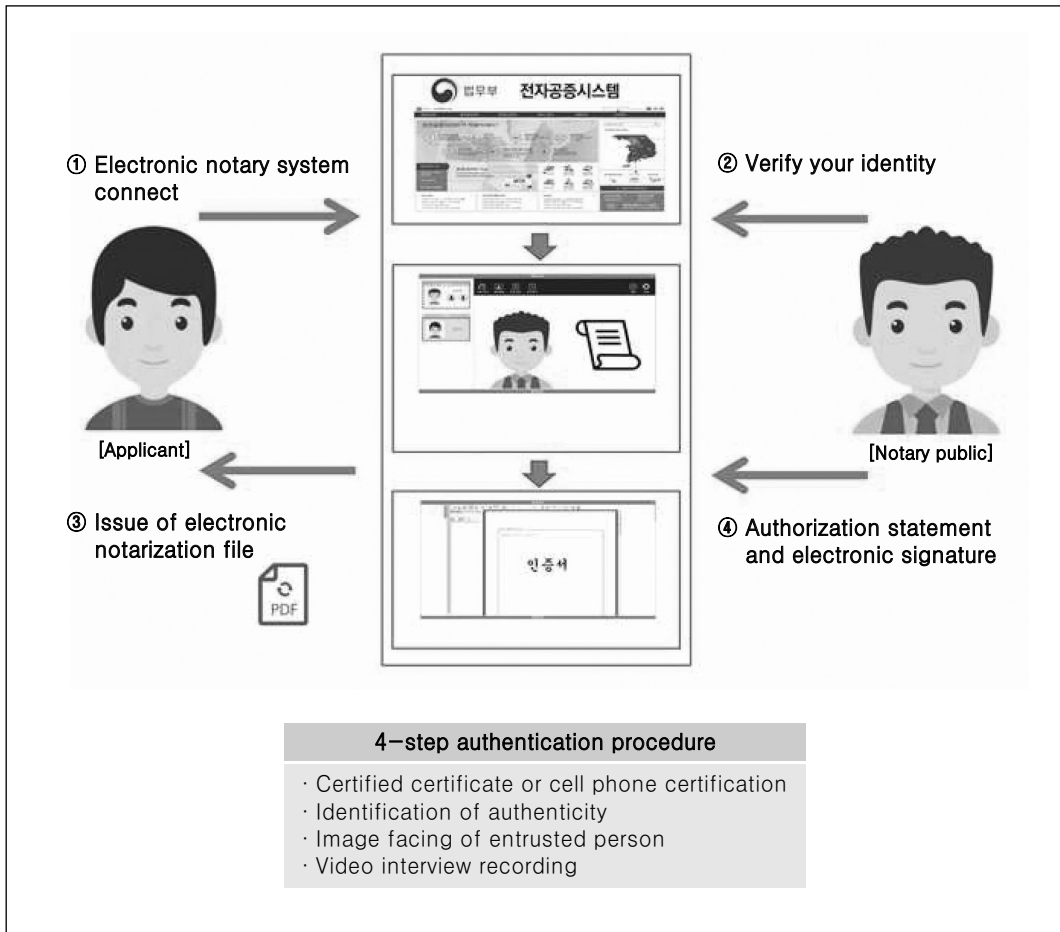 법무부 전자공증시스템
① Electronic notary system
connect
② Verify your identity
[Applicant]
[Notary public]
③ Issue of electronic
notarization file
PDF
④ Authorization statement
and electronic signature
인증서
4-step authentication procedure
· Certified certificate or cell phone certification
· Identification of authenticity
· Image facing of entrusted person
· Video interview recording